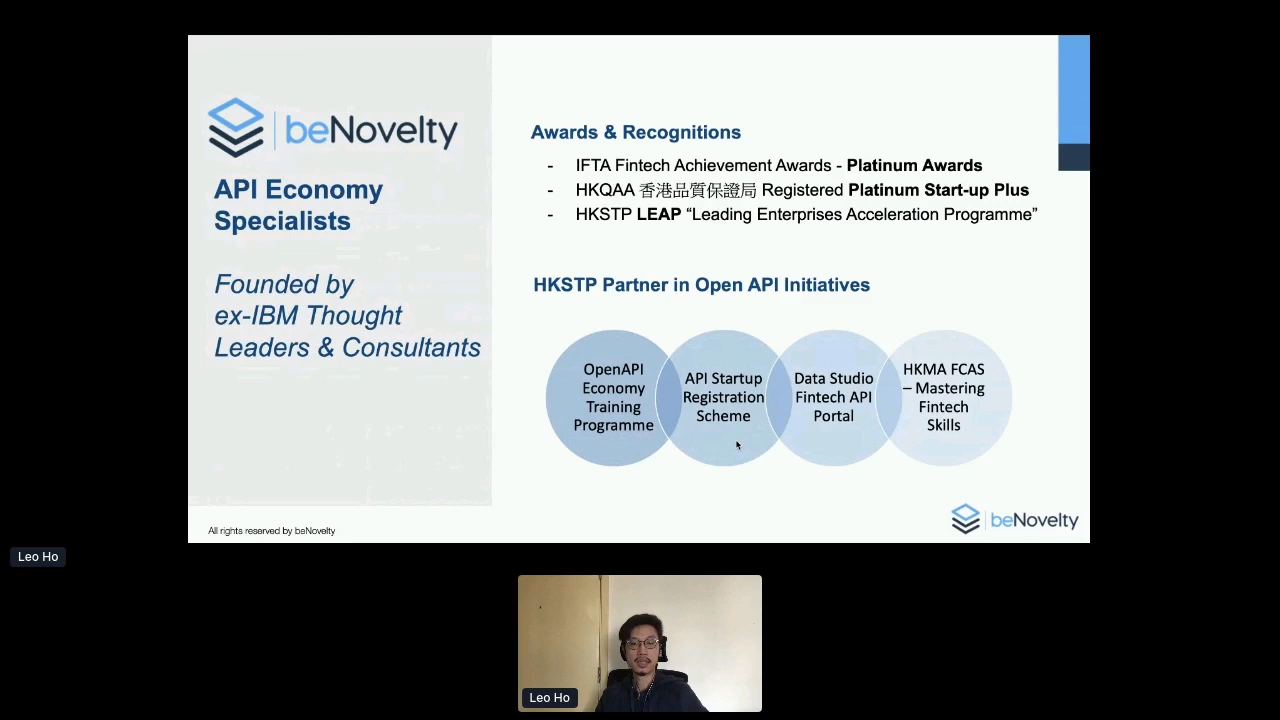 beNovelty
API Economy
Specialists
Founded by
ex-IBM Thought
Leaders & Consultants
All rights reserved by beNovelty
Awards & Recognitions
- IFTA Fintech Achievement Awards - Platinum Awards
- HKQAA 香港品質保證局 Registered Platinum Start-up Plus
- HKSTP LEAP “Leading Enterprises Acceleration Programme”
HKSTP Partner in Open API Initiatives
OpenAPI
Economy
Training
Programme
API Startup
Registration
Scheme
Data Studio
Fintech API
Portal
HKMA FCAS
– Mastering
Fintech
Skills
beNovelty
Leo Ho
Leo Ho